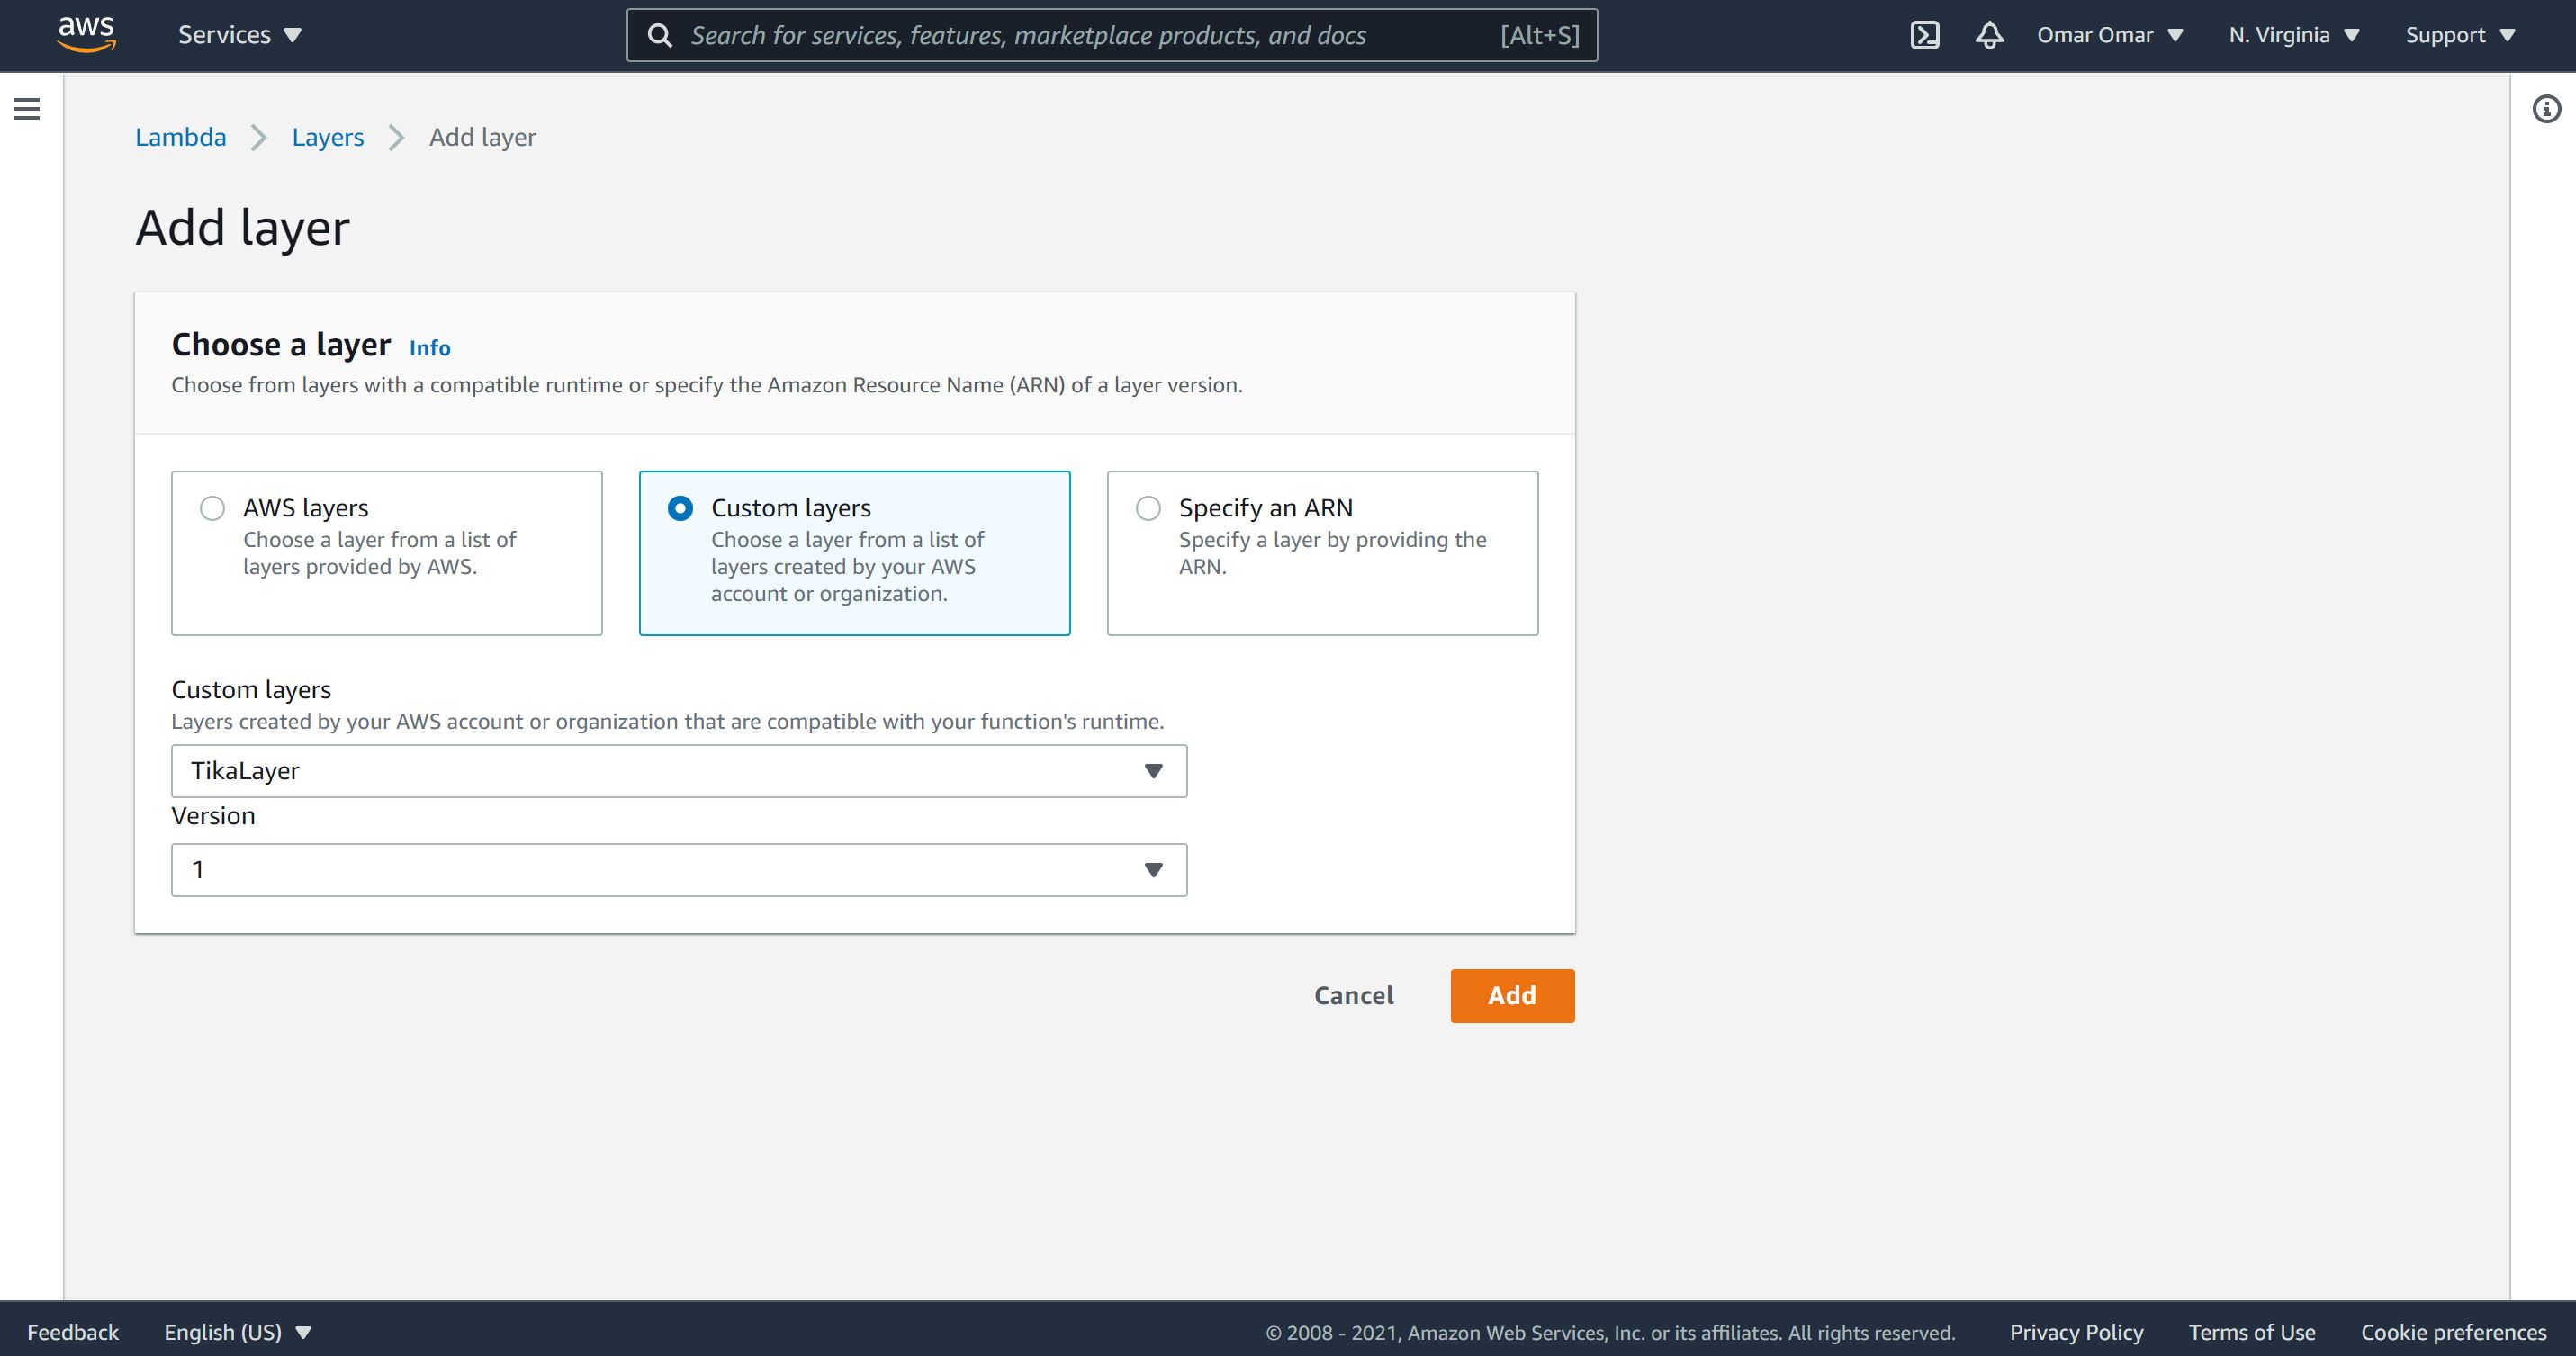 aws
Services
Search for services, features, marketplace products, and docs [Alt+S]
Omar Omar
N. Virginia
Support
Lambda
Layers
Add layer
Add layer
Choose a layer Info
Choose from layers with a compatible runtime or specify the Amazon Resource Name (ARN) of a layer version.
AWS layers
Choose a layer from a list of
layers provided by AWS.
Custom layers
Choose a layer from a list of
layers created by your AWS
account or organization.
Specify an ARN
Specify a layer by providing the
ARN.
Custom layers
Layers created by your AWS account or organization that are compatible with your function's runtime.
TikaLayer
Version
1
Cancel
Add
Feedback
English (US)
© 2008 - 2021, Amazon Web Services, Inc. or its affiliates. All rights reserved.
Privacy Policy
Terms of Use
Cookie preferences